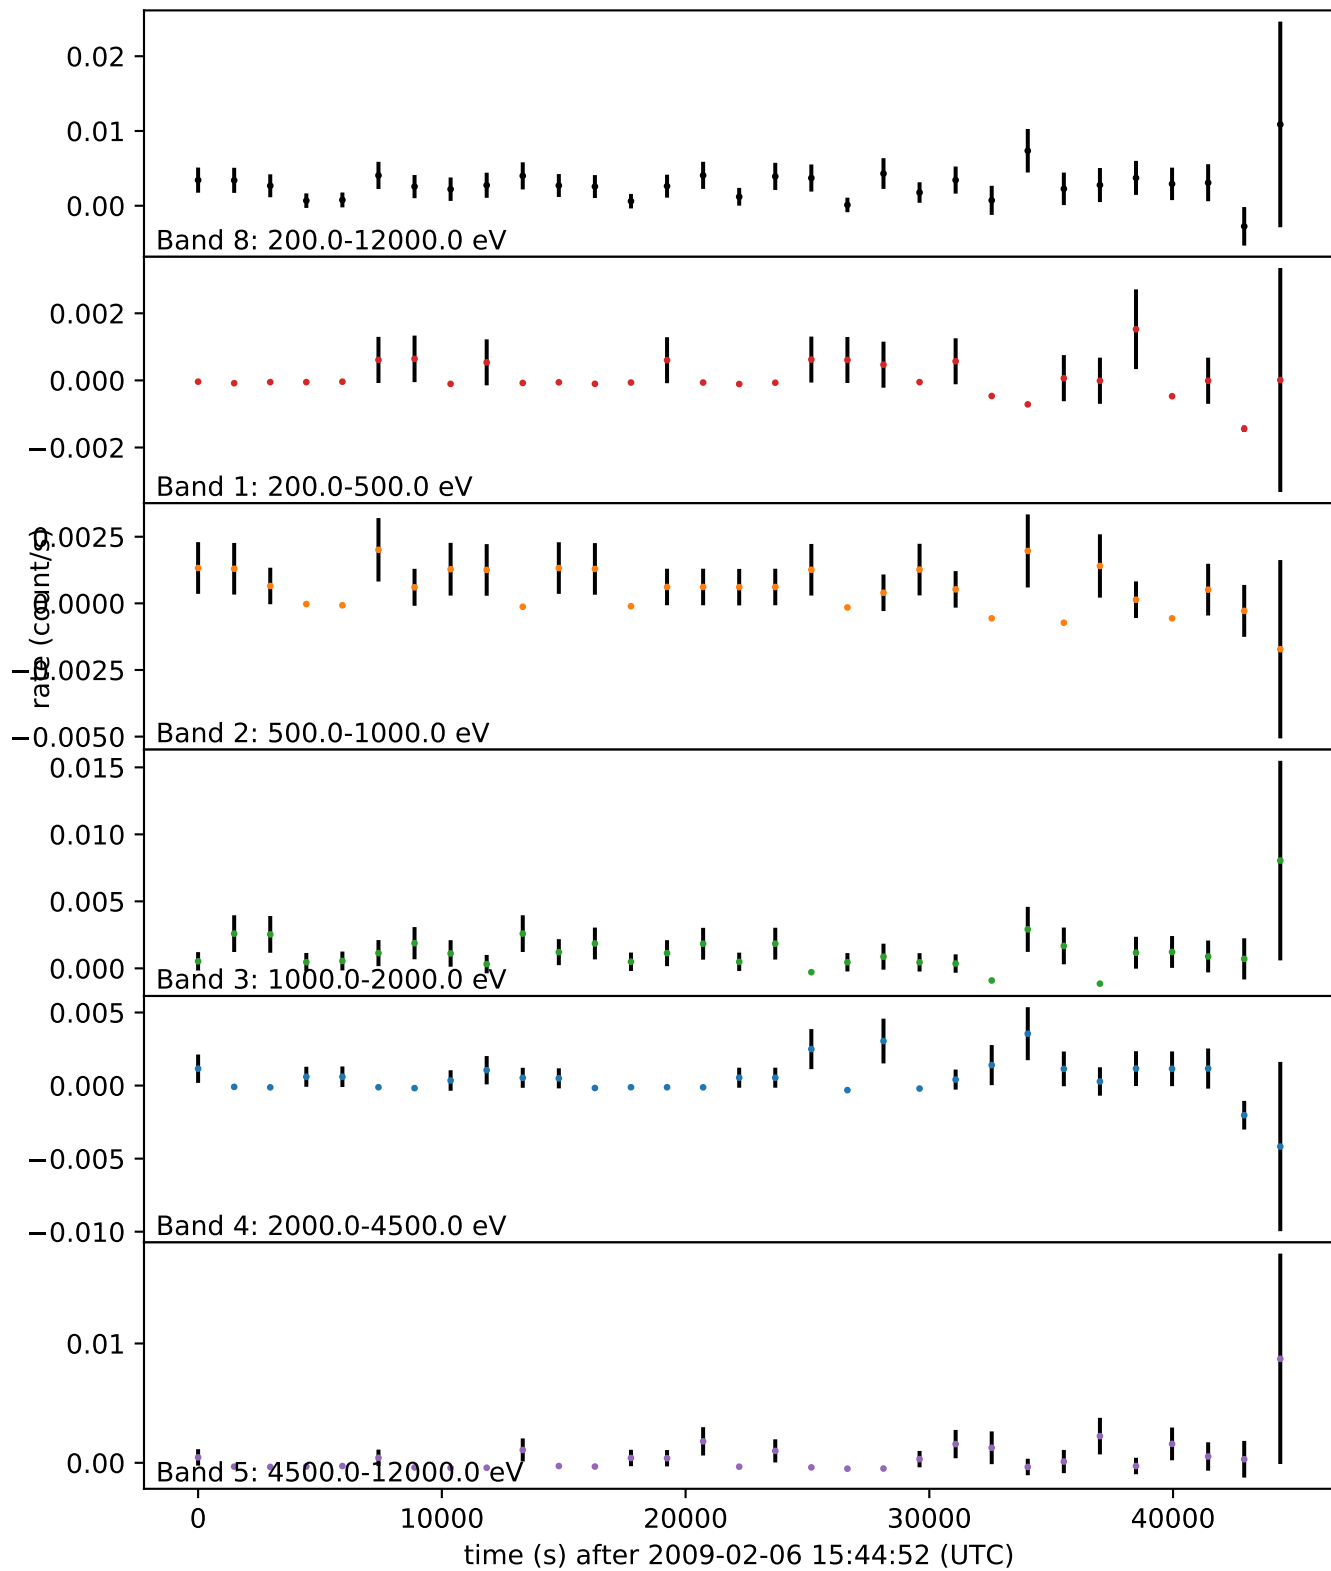 0.02
0.01
0.00
Band 8: 200.0-12000.0 eV
0.002
0.000
−0.002
Band 1: 200.0-500.0 eV
rate (count/s)
0.0025
0.0000
−0.0025
−0.0050
Band 2: 500.0-1000.0 eV
0.015
0.010
0.005
0.000
Band 3: 1000.0-2000.0 eV
0.005
0.000
−0.005
−0.010
Band 4: 2000.0-4500.0 eV
0.01
0.00
Band 5: 4500.0-12000.0 eV
0 10000 20000 30000 40000
time (s) after 2009-02-06 15:44:52 (UTC)